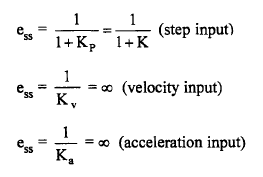 e_ss = 1/(1+K_P) = 1/(1+K) (step input)
e_ss = 1/K_v = ∞ (velocity input)
e_ss = 1/K_a = ∞ (acceleration input)